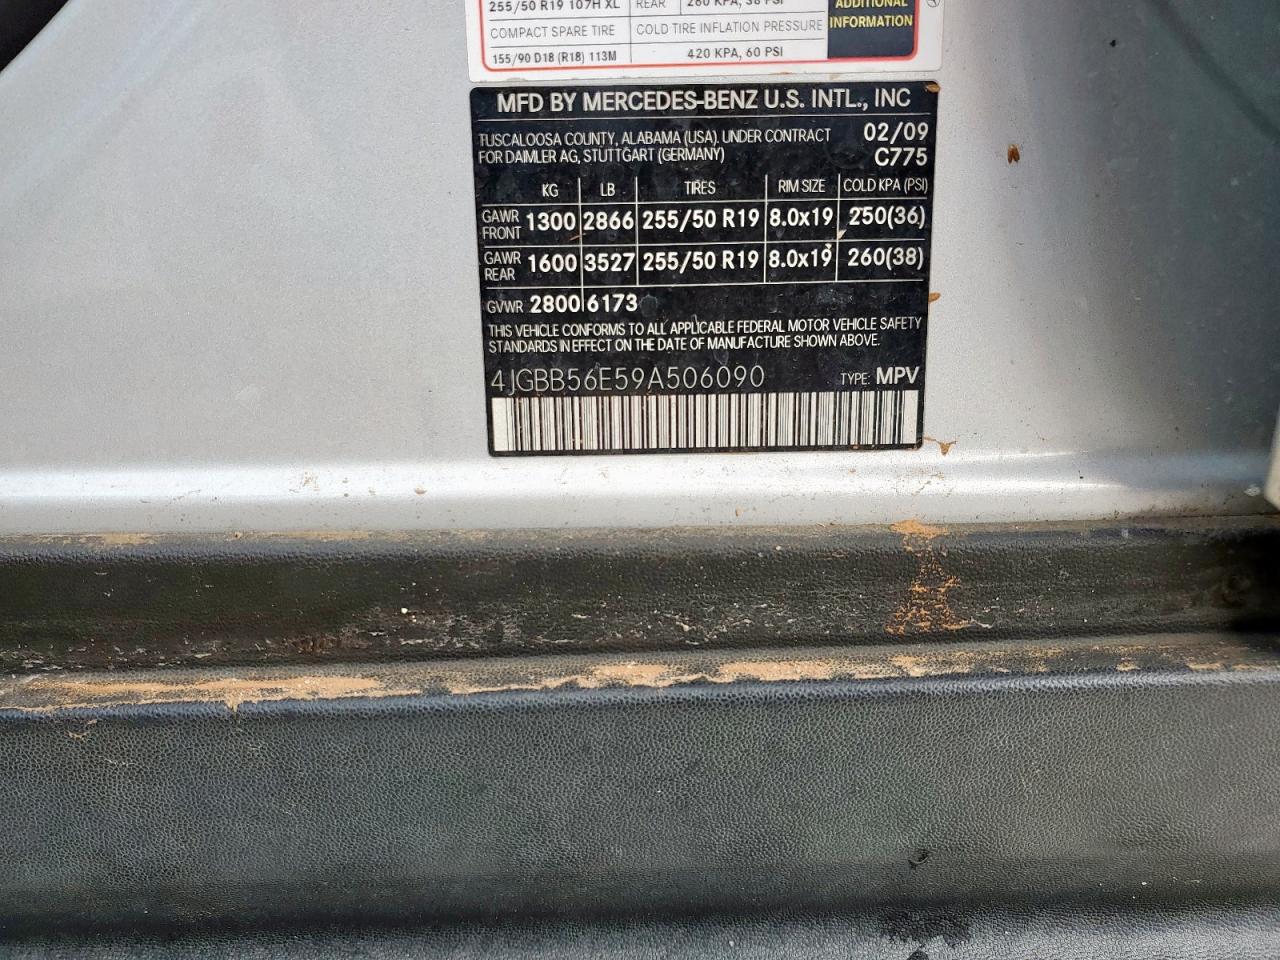 255/50 R19 107H XL REAR 260 KPA, 38 PSI ADDITIONAL
COMPACT SPARE TIRE COLD TIRE INFLATION PRESSURE INFORMATION
155/90 D18 (R18) 113M 420 KPA, 60 PSI
MFD BY MERCEDES-BENZ U.S. INTL., INC
TUSCALOOSA COUNTY, ALABAMA (USA). UNDER CONTRACT 02/09
FOR DAIMLER AG, STUTTGART (GERMANY) C775
KG LB TIRES RIM SIZE COLD KPA (PSI)
GAWR FRONT 1300 2866 255/50 R19 8.0x19 250(36)
GAWR REAR 1600 3527 255/50 R19 8.0x19 260(38)
GVWR 2800 6173
THIS VEHICLE CONFORMS TO ALL APPLICABLE FEDERAL MOTOR VEHICLE SAFETY
STANDARDS IN EFFECT ON THE DATE OF MANUFACTURE SHOWN ABOVE.
4JGBB56E59A506090 TYPE: MPV